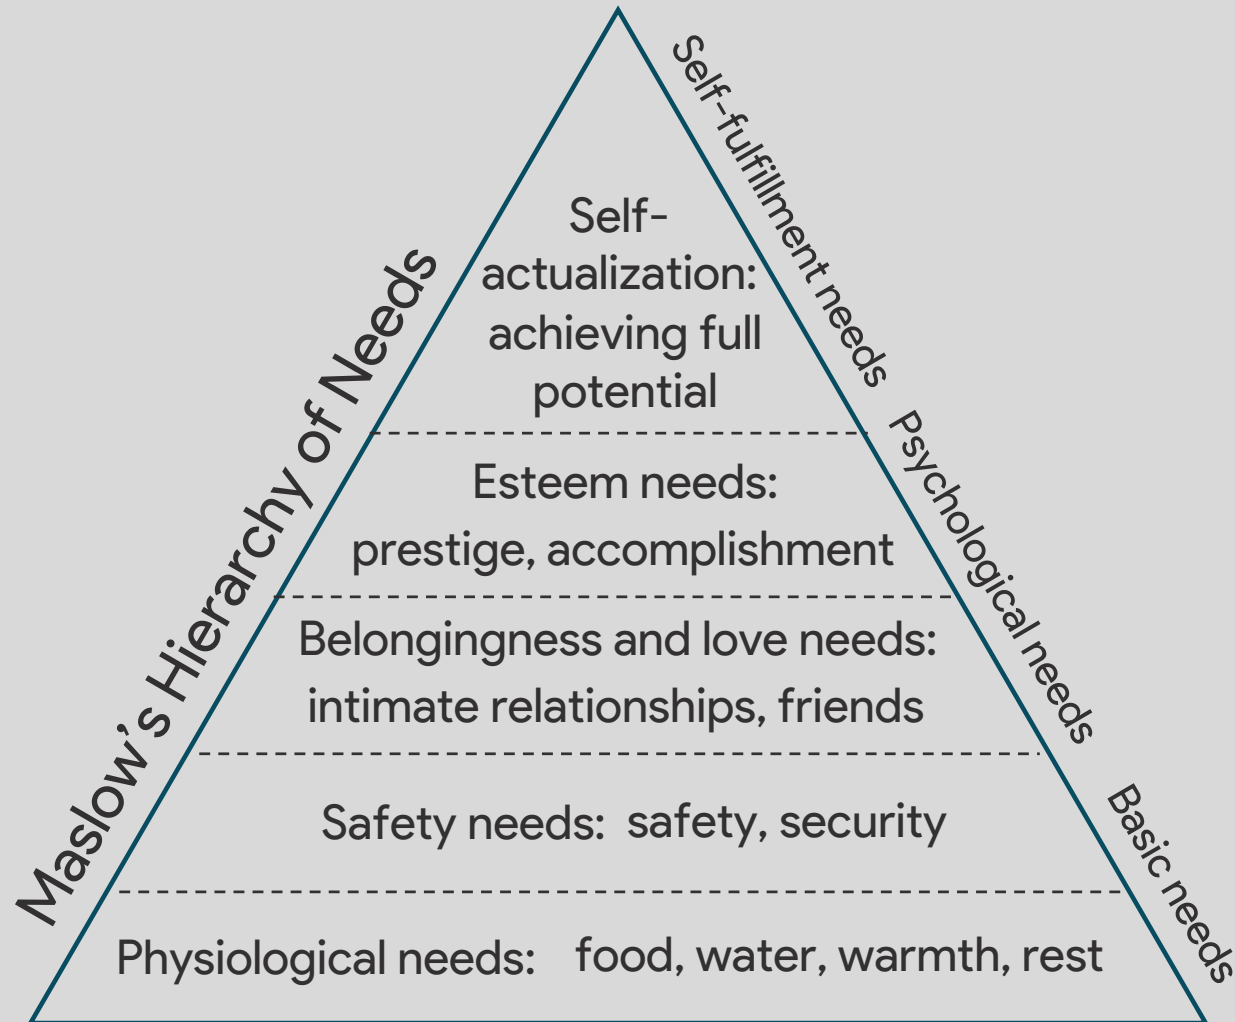 Maslow's Hierarchy of Needs
Self-fulfillment needs
Self-
actualization:
achieving full
potential
Psychological needs
Esteem needs:
prestige, accomplishment
Belongingness and love needs:
intimate relationships, friends
Basic needs
Safety needs: safety, security
Physiological needs: food, water, warmth, rest